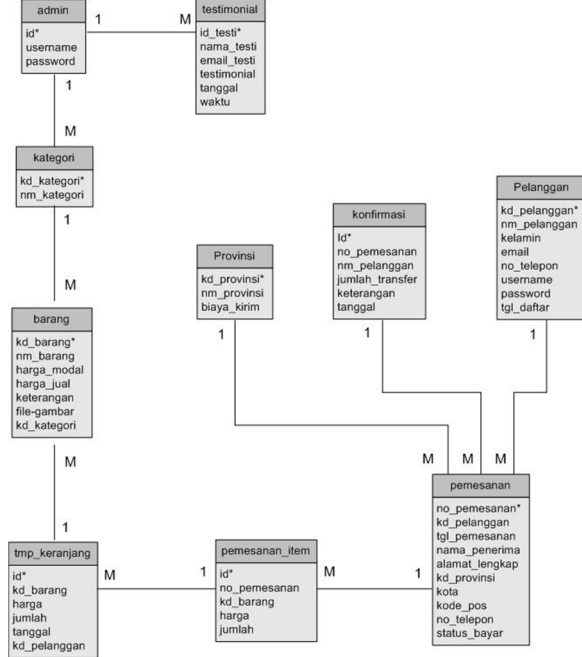 admin
id*
username
password
1
M
testimonial
id_testi*
nama_testi
email_testi
testimonial
tanggal
waktu
1
M
kategori
kd_kategori*
nm_kategori
1
M
barang
kd_barang*
nm_barang
harga_modal
harga_jual
keterangan
file-gambar
kd_kategori
M
1
Provinsi
kd_provinsi*
nm_provinsi
biaya_kirim
1
konfirmasi
Id*
no_pemesanan
nm_pelanggan
jumlah_transfer
keterangan
tanggal
1
Pelanggan
kd_pelanggan*
nm_pelanggan
kelamin
email
no_telepon
username
password
tgl_daftar
1
M M M
tmp_keranjang
id*
kd_barang
harga
jumlah
tanggal
kd_pelanggan
M
1
pemesanan_item
id*
no_pemesanan
kd_barang
harga
jumlah
M
1
pemesanan
no_pemesanan*
kd_pelanggan
tgl_pemesanan
nama_penerima
alamat_lengkap
kd_provinsi
kota
kode_pos
no_telepon
status_bayar